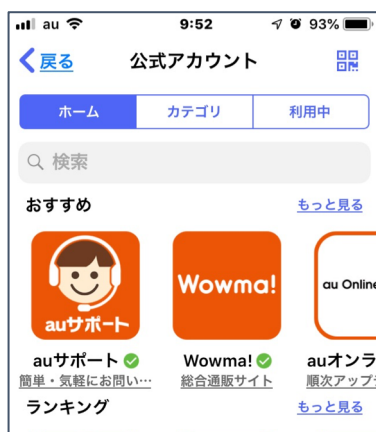 au 9:52 93%
戻る 公式アカウント
ホーム カテゴリ 利用中
検索
おすすめ もっと見る
auサポート Wowma! au Online
auサポート Wowma! auオンラ
簡単・気軽にお問い… 総合通販サイト 順次アップ
ランキング もっと見る